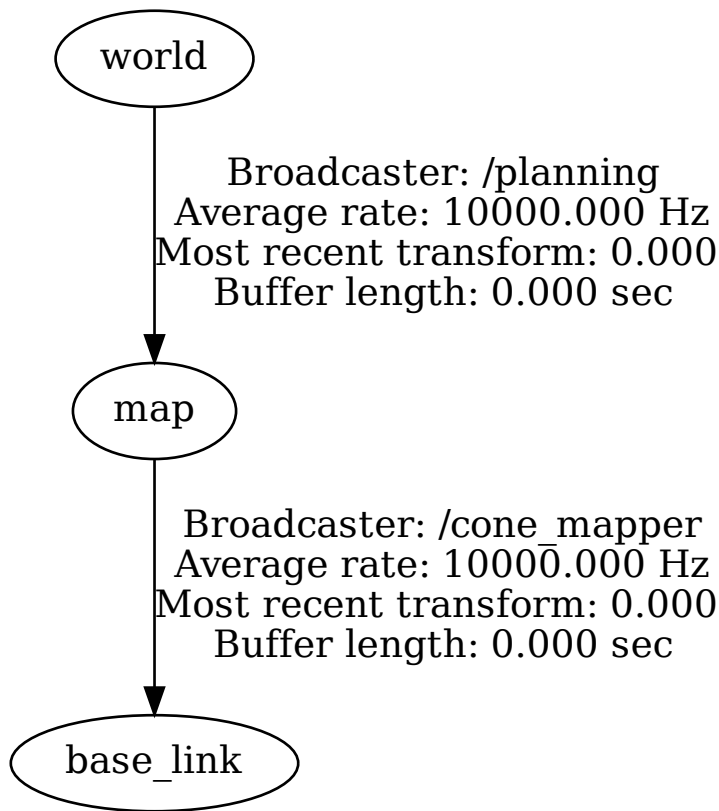 world
Broadcaster: /planning
Average rate: 10000.000 Hz
Most recent transform: 0.000
Buffer length: 0.000 sec
map
Broadcaster: /cone_mapper
Average rate: 10000.000 Hz
Most recent transform: 0.000
Buffer length: 0.000 sec
base_link